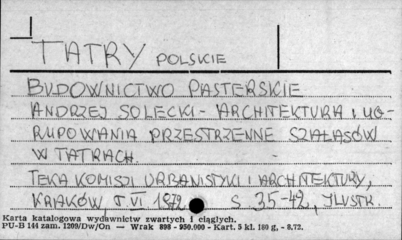 TATRY POLSKIE
BUDOWNICTWO PASTERSKIE
ANDRZEJ SOLECKI - ARCHITEKTURA I UG-
RUPOWANIA PRZESTRZENNE SZAŁASÓW
W TATRACH.
TEKA KOMISJI URBANISTYKI I ARCHITEKTURY,
KRAKÓW T. VI 1972 S 35-42, ILUSTR.
Karta katalogowa wydawnictw zwartych i ciągłych.
PU-B 144 zam. 1209/Dw/On — Wrak 898 - 950.000 - Kart. 5 kl. 160 g, - 8.72.